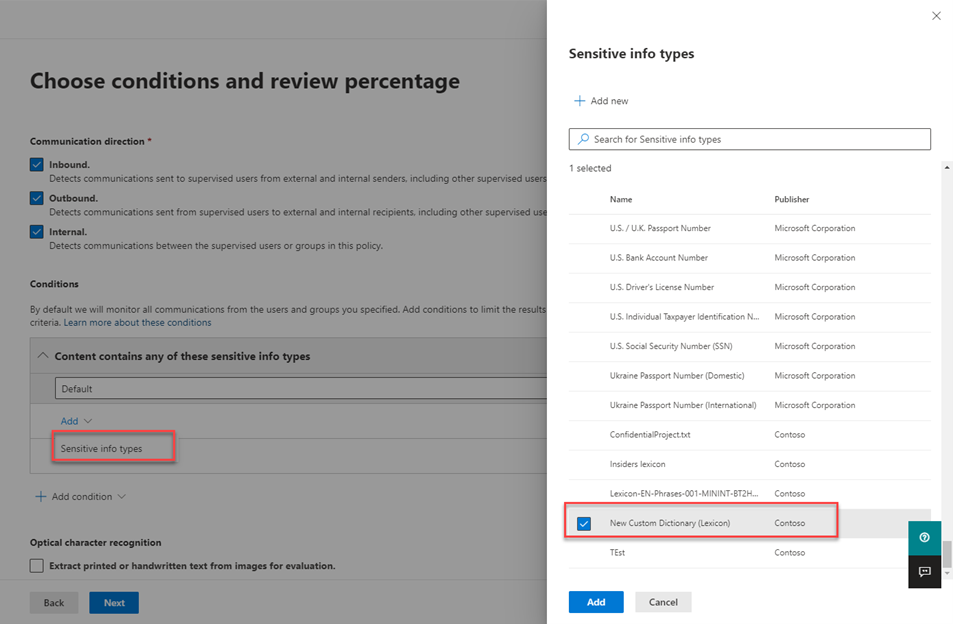 Choose conditions and review percentage
Communication direction *
Inbound.
Detects communications sent to supervised users from external and internal senders, including other supervised users
Outbound.
Detects communications sent from supervised users to external and internal recipients, including other supervised use
Internal.
Detects communications between the supervised users or groups in this policy.
Conditions
By default we will monitor all communications from the users and groups you specified. Add conditions to limit the results
criteria. Learn more about these conditions
Content contains any of these sensitive info types
Default
Add
Sensitive info types
Add condition
Optical character recognition
Extract printed or handwritten text from images for evaluation.
Back Next
Sensitive info types
Add new
Search for Sensitive info types
1 selected
Name Publisher
U.S. / U.K. Passport Number Microsoft Corporation
U.S. Bank Account Number Microsoft Corporation
U.S. Driver's License Number Microsoft Corporation
U.S. Individual Taxpayer Identification N... Microsoft Corporation
U.S. Social Security Number (SSN) Microsoft Corporation
Ukraine Passport Number (Domestic) Microsoft Corporation
Ukraine Passport Number (International) Microsoft Corporation
ConfidentialProject.txt Contoso
Insiders lexicon Contoso
Lexicon-EN-Phrases-001-MININT-BT2H... Contoso
New Custom Dictionary (Lexicon) Contoso
TEst Contoso
Add Cancel